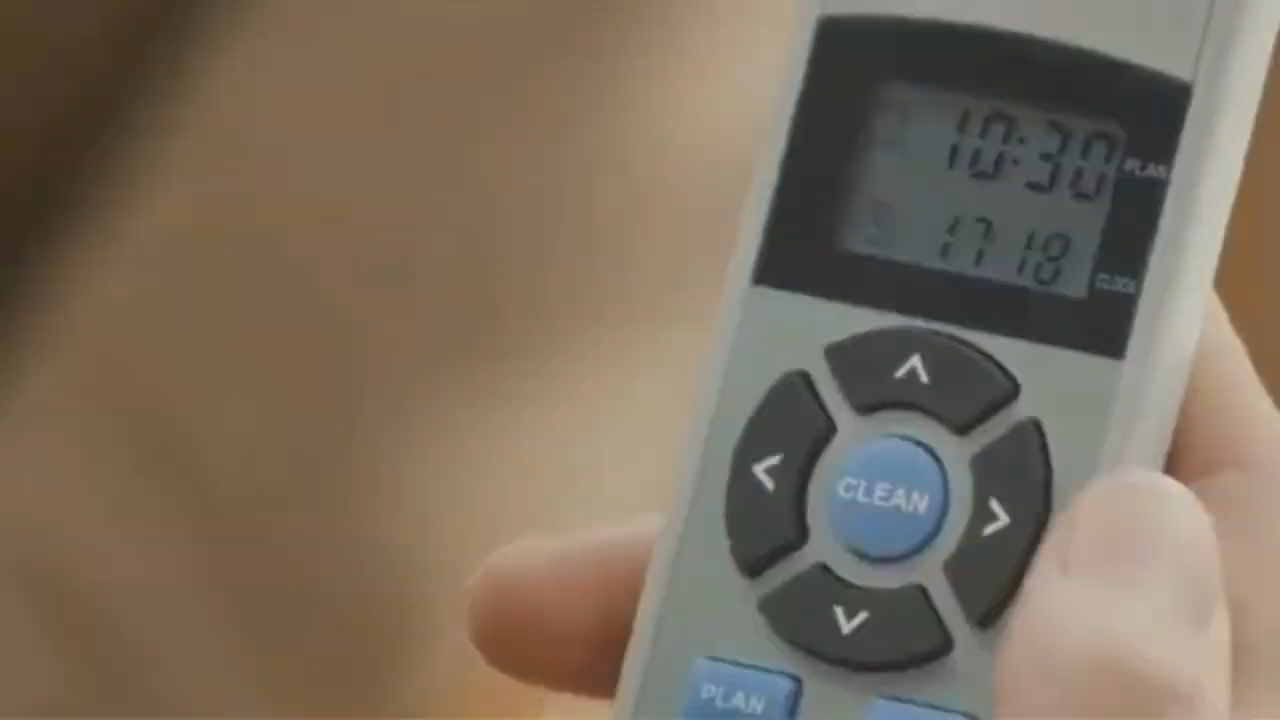 10:30 PLAN
17 18 CLOCK
^
< CLEAN >
v
PLAN